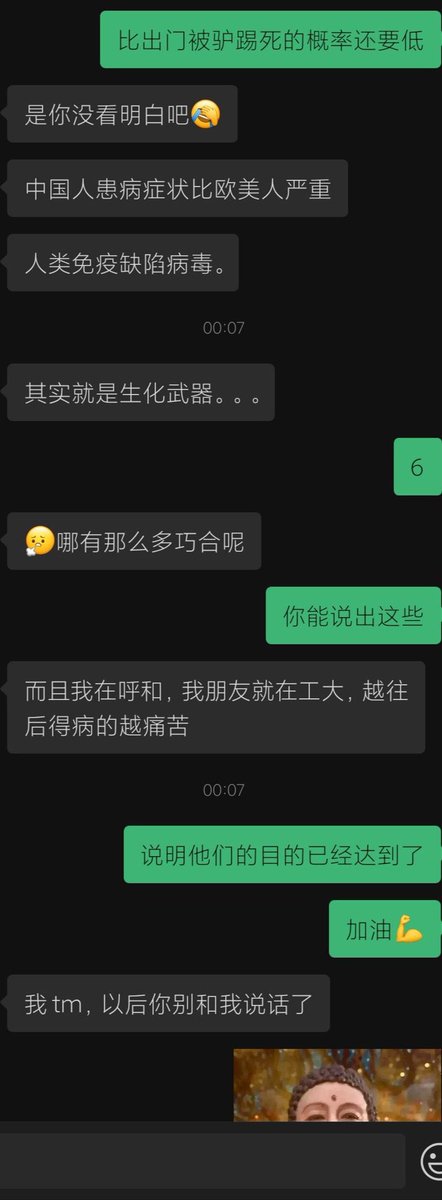 比出门被驴踢死的概率还要低
是你没看明白吧🤣
中国人患病症状比欧美人严重
人类免疫缺陷病毒。
00:07
其实就是生化武器。。。
6
😮‍💨哪有那么多巧合呢
你能说出这些
而且我在呼和，我朋友就在工大，越往
后得病的越痛苦
00:07
说明他们的目的已经达到了
加油💪
我tm，以后你别和我说话了